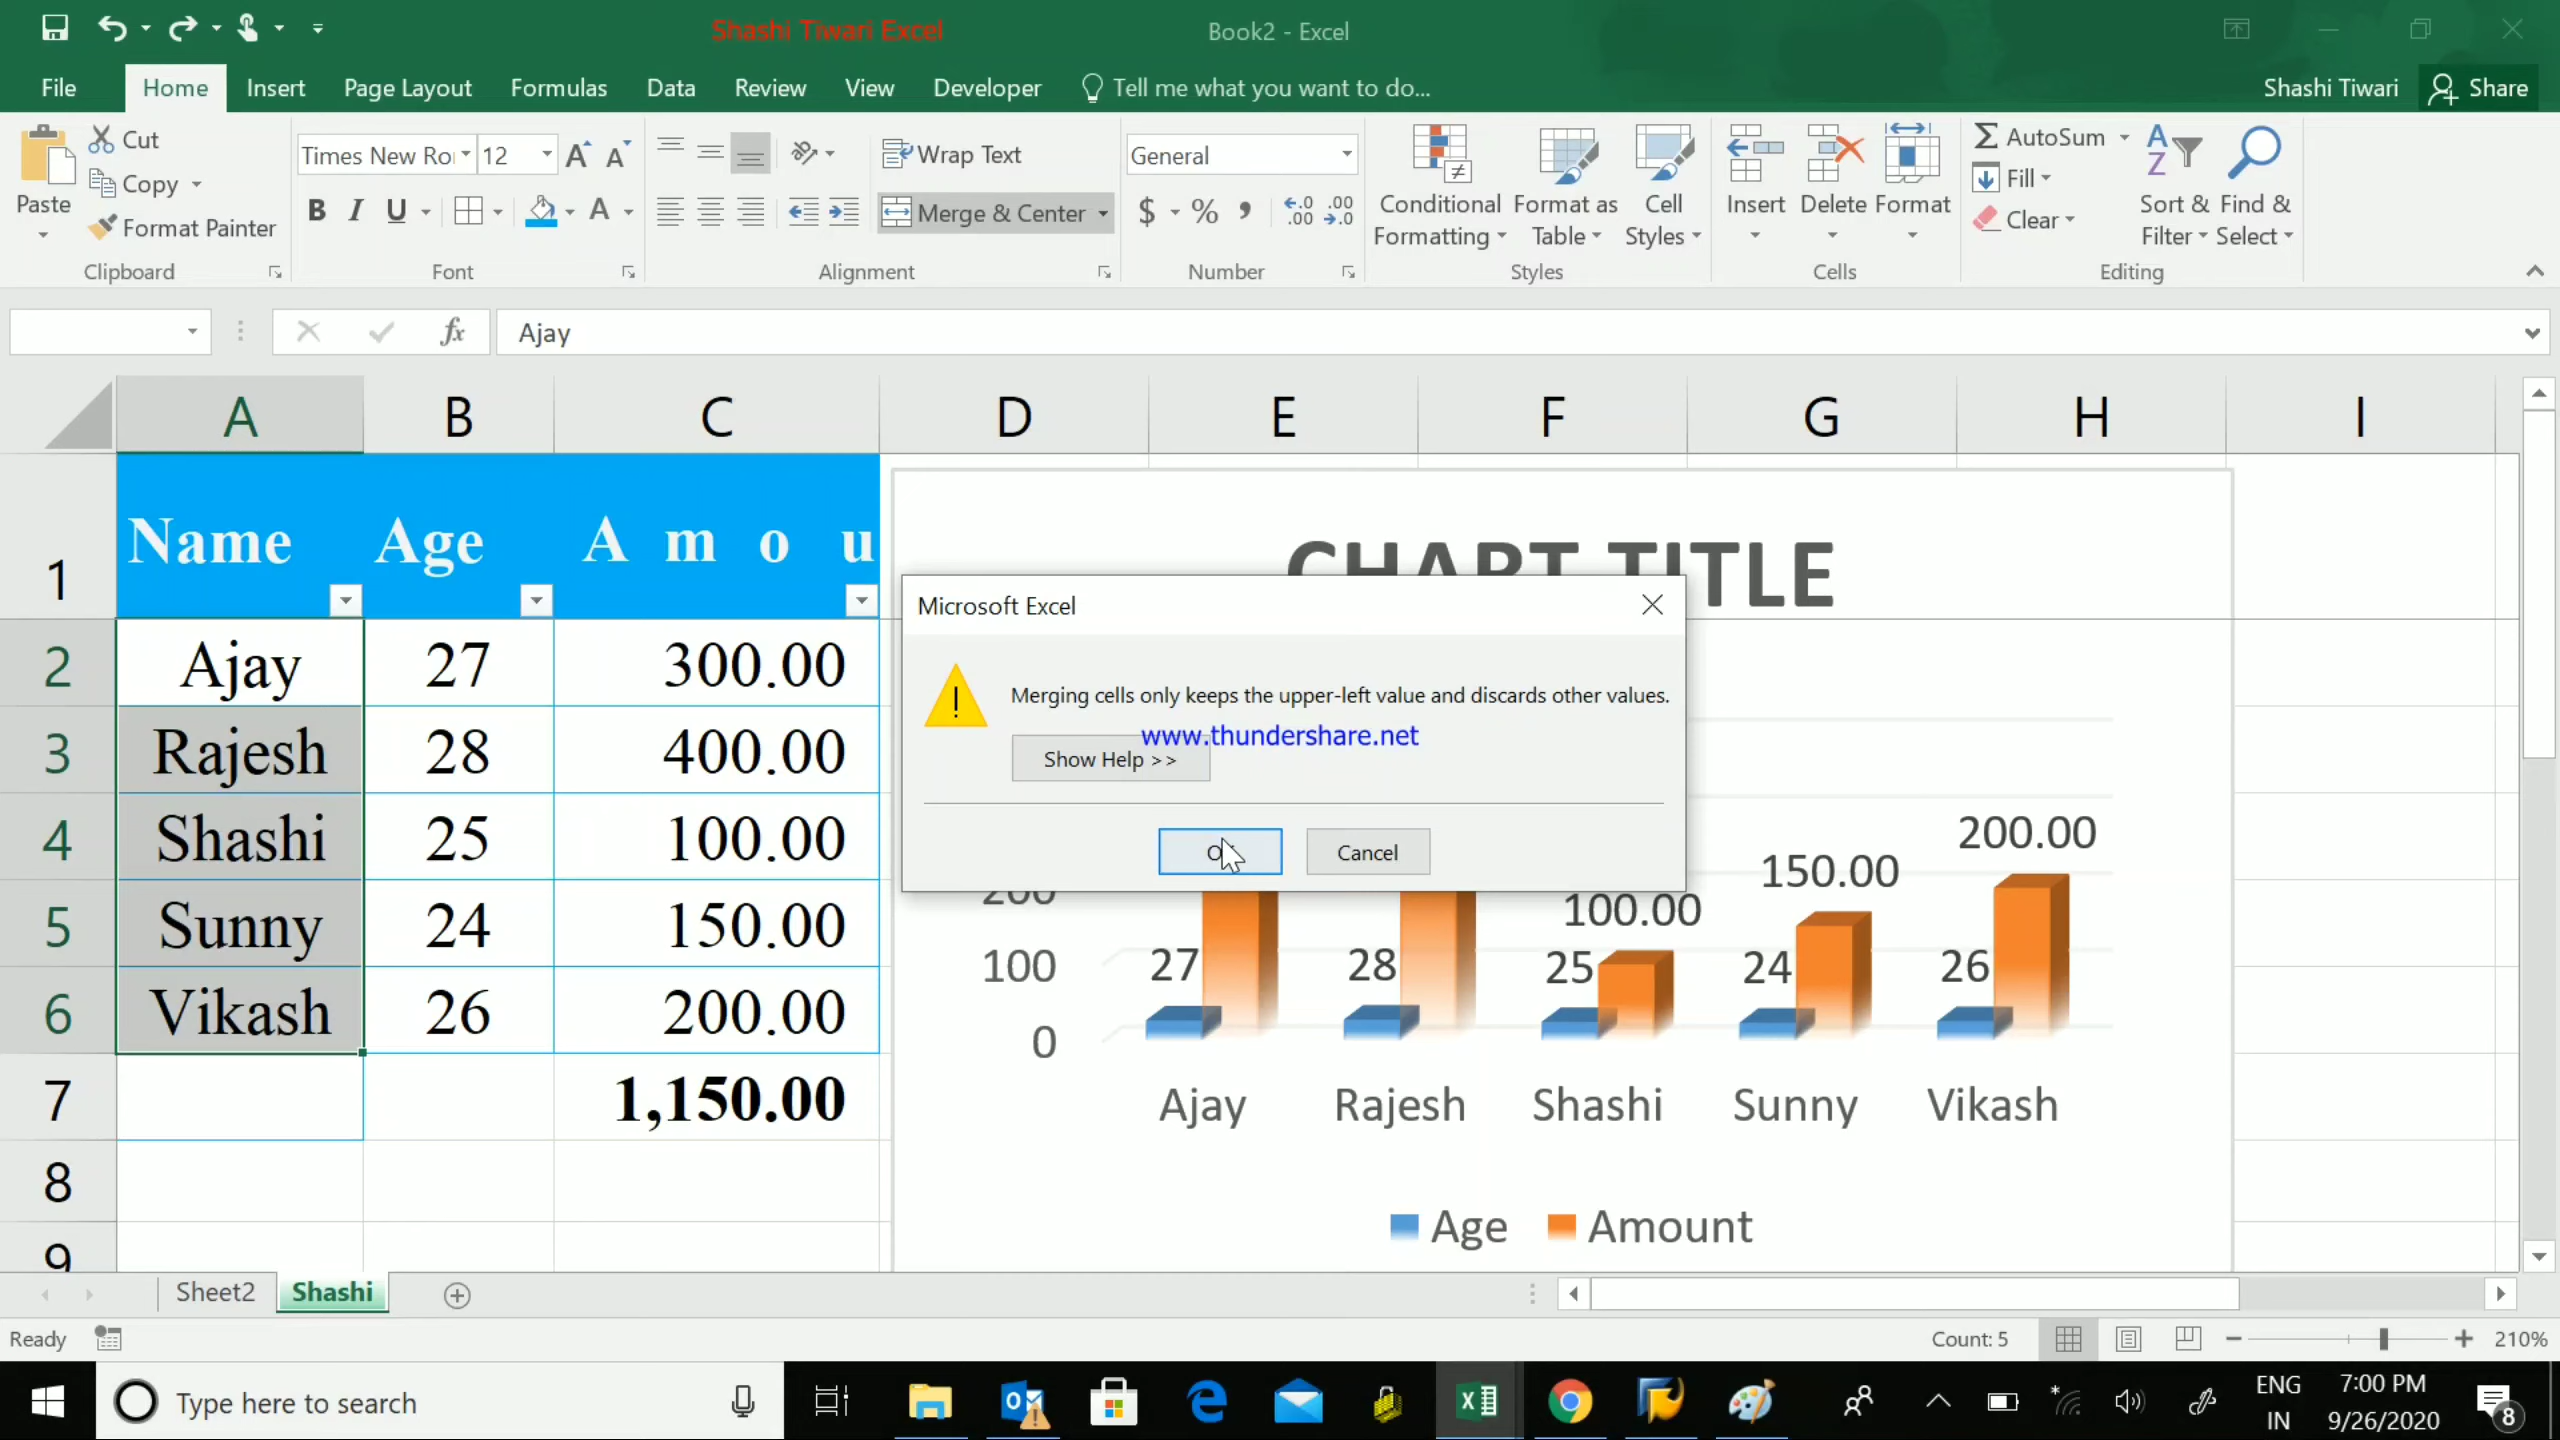 Shashi Tiwari Excel
Book2 - Excel
File Home Insert Page Layout Formulas Data Review View Developer Tell me what you want to do... Shashi Tiwari Share
Paste
Cut
Copy
Format Painter
Clipboard
Times New Ro 12
B I U
Font
Wrap Text
Merge & Center
Alignment
General
$ % ,
Number
Conditional Formatting
Format as Table
Cell Styles
Styles
Insert Delete Format
Cells
AutoSum
Fill
Clear
Sort & Filter
Find & Select
Editing
fx Ajay
A B C D E F G H I
1 Name Age A m o u
2 Ajay 27 300.00
3 Rajesh 28 400.00
4 Shashi 25 100.00
5 Sunny 24 150.00
6 Vikash 26 200.00
7 1,150.00
8
9
CHART TITLE
Microsoft Excel
Merging cells only keeps the upper-left value and discards other values.
www.thundershare.net
Show Help >>
Cancel
200
100
0
27 28 25 100.00 24 150.00 26 200.00
Ajay Rajesh Shashi Sunny Vikash
Age Amount
Sheet2 Shashi
Ready Count: 5 210%
Type here to search
ENG
IN
7:00 PM
9/26/2020
8